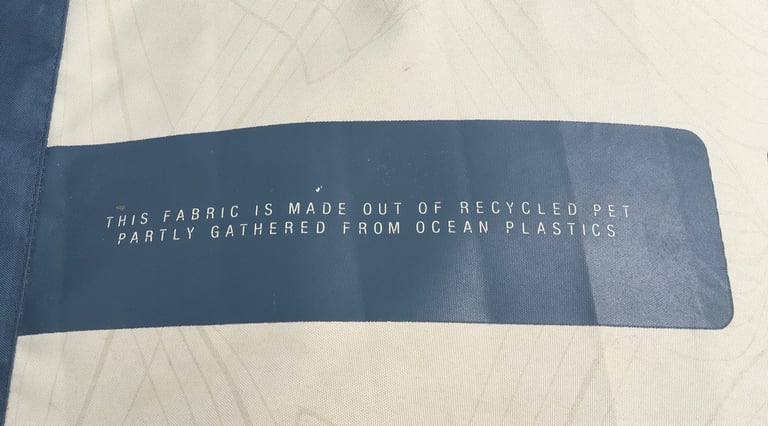 THIS FABRIC IS MADE OUT OF RECYCLED PET
PARTLY GATHERED FROM OCEAN PLASTICS